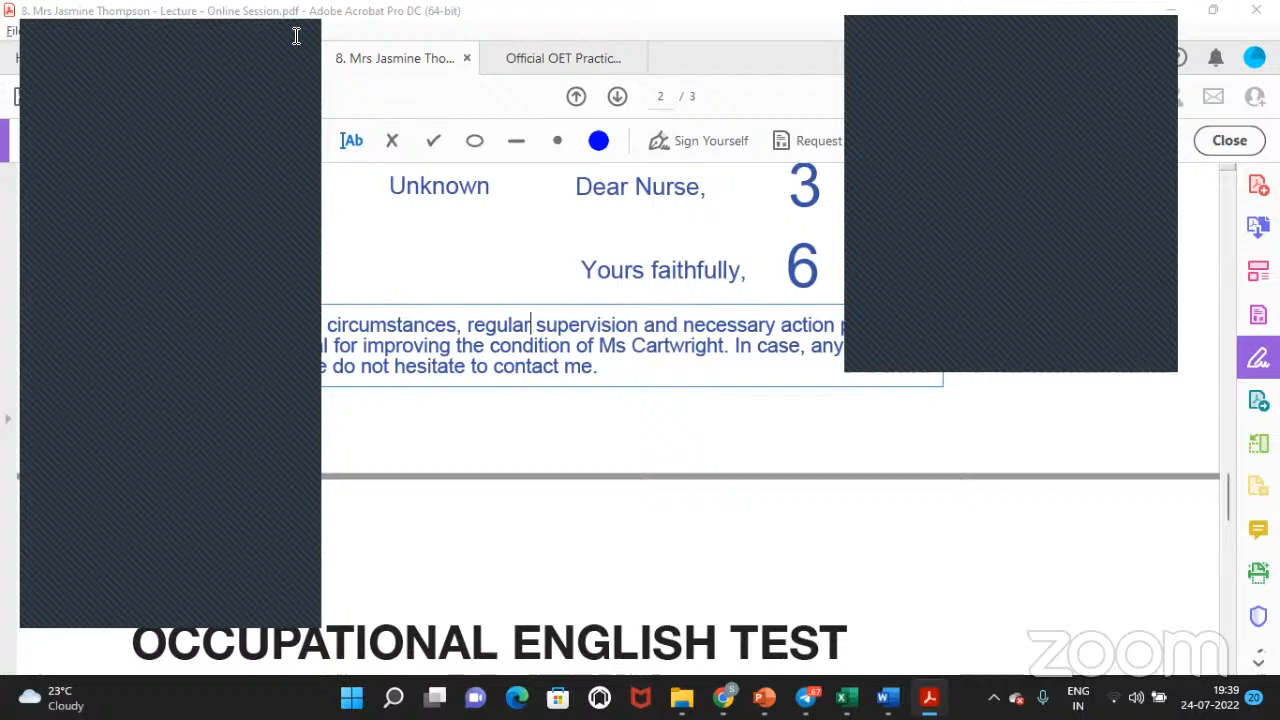 8. Mrs Jasmine Thompson - Lecture - Online Session.pdf - Adobe Acrobat Pro DC (64-bit)
8. Mrs Jasmine Tho... ×
Official OET Practic...
2 / 3
Ab
Sign Yourself
Request
Close
Unknown Dear Nurse, 3
Yours faithfully, 6
circumstances, regular supervision and necessary action
for improving the condition of Ms Cartwright. In case, any
do not hesitate to contact me.
OCCUPATIONAL ENGLISH TEST
zoom
23°C
Cloudy
ENG
IN
19:39
24-07-2022
20